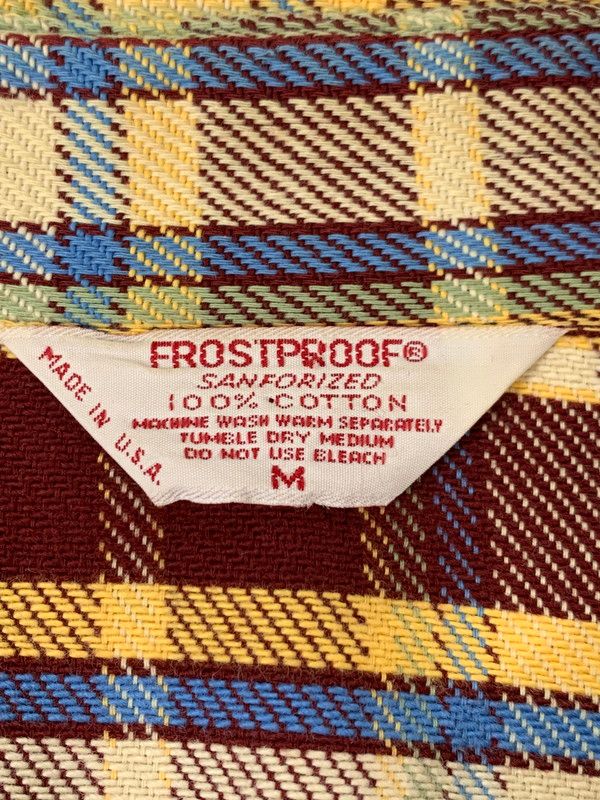 FROSTPROOF®
SANFORIZED
100% COTTON
MACHINE WASH WARM SEPARATELY
TUMBLE DRY MEDIUM
DO NOT USE BLEACH
M
MADE IN U.S.A.